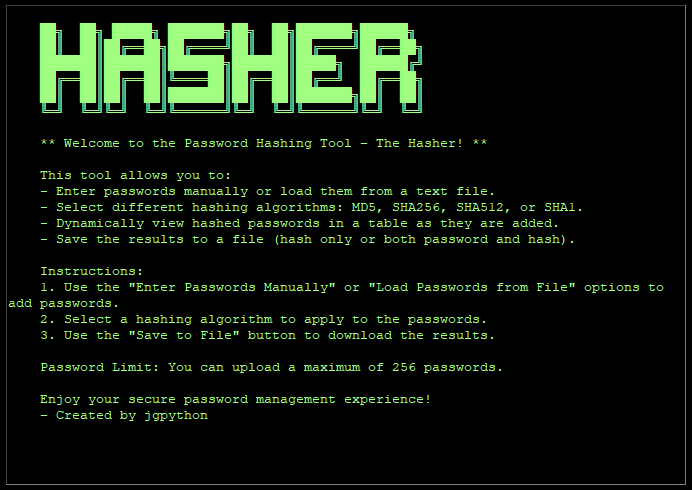 HASHER
** Welcome to the Password Hashing Tool - The Hasher! **
This tool allows you to:
- Enter passwords manually or load them from a text file.
- Select different hashing algorithms: MD5, SHA256, SHA512, or SHA1.
- Dynamically view hashed passwords in a table as they are added.
- Save the results to a file (hash only or both password and hash).
Instructions:
1. Use the "Enter Passwords Manually" or "Load Passwords from File" options to
add passwords.
2. Select a hashing algorithm to apply to the passwords.
3. Use the "Save to File" button to download the results.
Password Limit: You can upload a maximum of 256 passwords.
Enjoy your secure password management experience!
- Created by jgpython